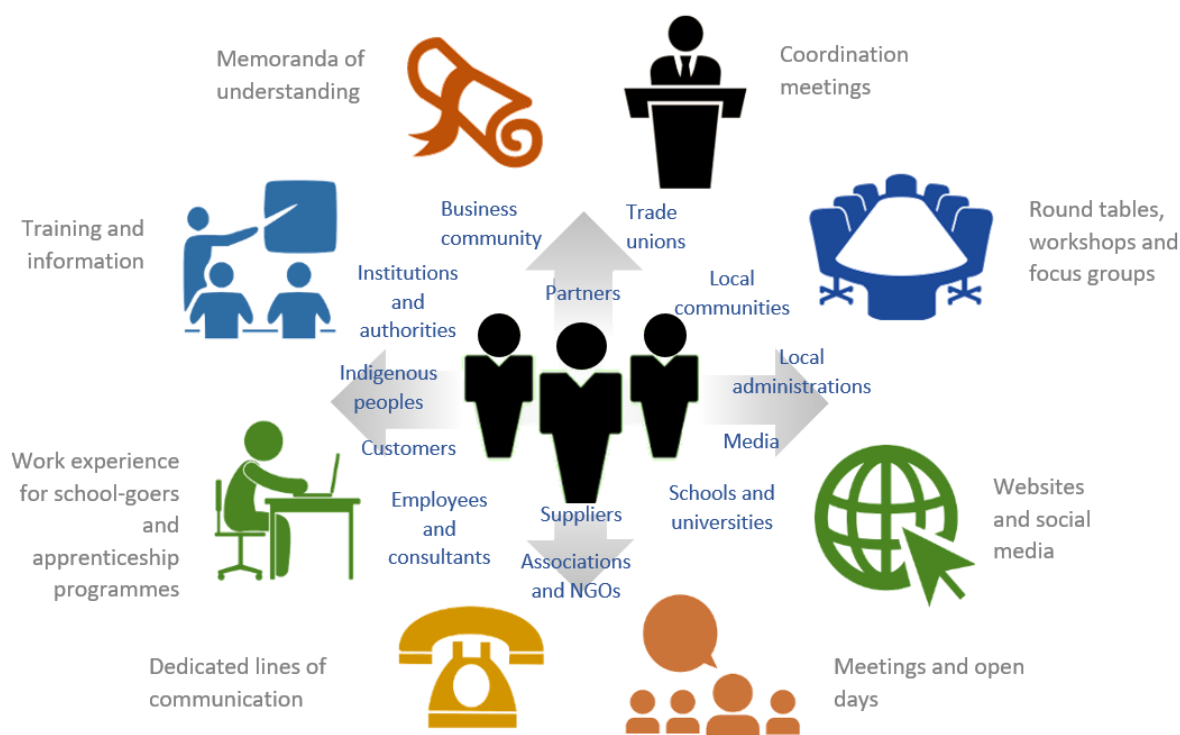 Memoranda of
understanding
Coordination
meetings
Training and
information
Business
community
Trade
unions
Round tables,
workshops and
focus groups
Institutions
and
authorities
Partners
Local
communities
Indigenous
peoples
Local
administrations
Customers
Media
Work experience
for school-goers
and
apprenticeship
programmes
Employees
and
consultants
Suppliers
Schools and
universities
Websites
and social
media
Associations
and NGOs
Dedicated lines of
communication
Meetings and open
days